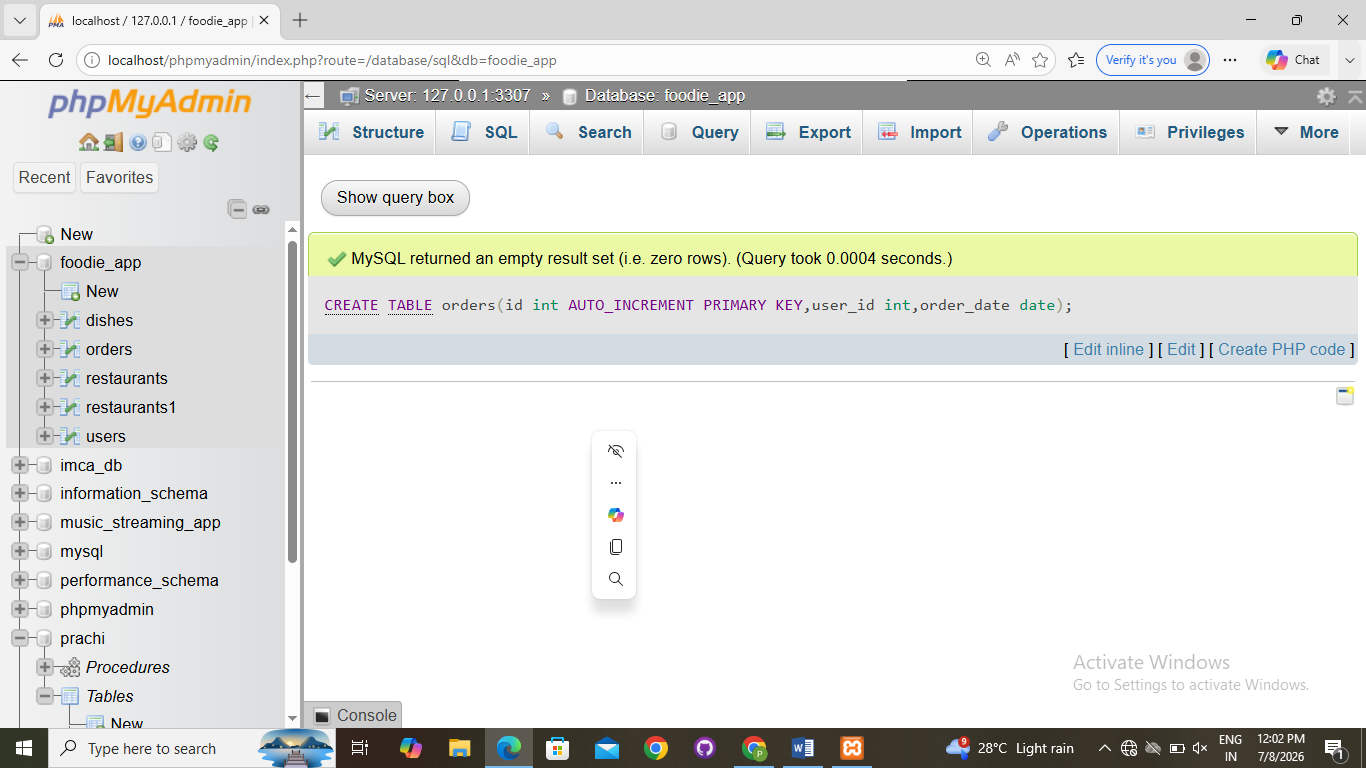 localhost / 127.0.0.1 / foodie_app |
localhost/phpmyadmin/index.php?route=/database/sql&db=foodie_app
Verify it's you
Chat
phpMyAdmin
Recent
Favorites
New
foodie_app
New
dishes
orders
restaurants
restaurants1
users
imca_db
information_schema
music_streaming_app
mysql
performance_schema
phpmyadmin
prachi
Procedures
Tables
New
Server: 127.0.0.1:3307 » Database: foodie_app
Structure SQL Search Query Export Import Operations Privileges More
Show query box
MySQL returned an empty result set (i.e. zero rows). (Query took 0.0004 seconds.)
CREATE TABLE orders(id int AUTO_INCREMENT PRIMARY KEY,user_id int,order_date date);
[ Edit inline ] [ Edit ] [ Create PHP code ]
Activate Windows
Go to Settings to activate Windows.
Console
Type here to search
9
28°C Light rain
ENG
IN
12:02 PM
7/8/2026
1